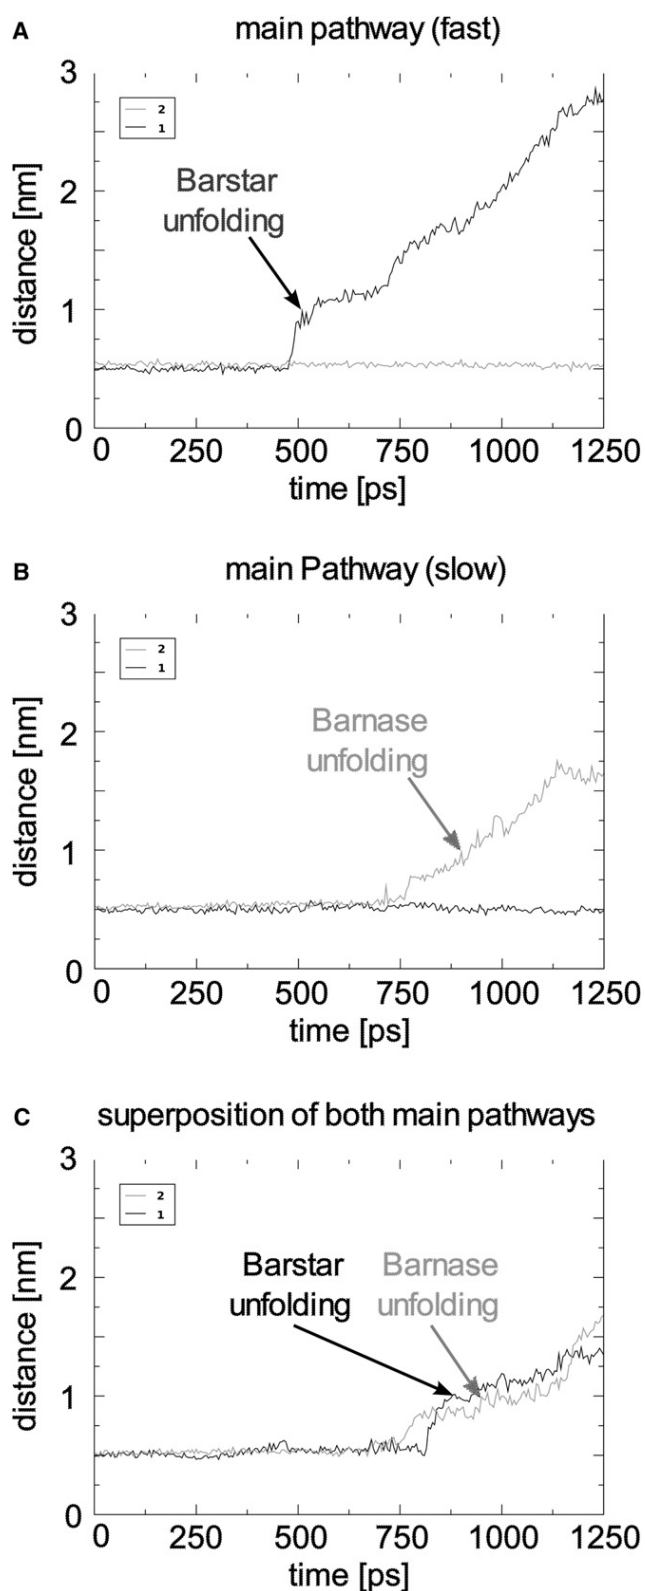 A main pathway (fast)
3
2
1
Barstar
unfolding
2
1
0
distance [nm]
0 250 500 750 1000 1250
time [ps]
B main Pathway (slow)
3
2
1
Barnase
unfolding
2
1
0
distance [nm]
0 250 500 750 1000 1250
time [ps]
C superposition of both main pathways
3
2
1
Barstar Barnase
unfolding unfolding
2
1
0
distance [nm]
0 250 500 750 1000 1250
time [ps]